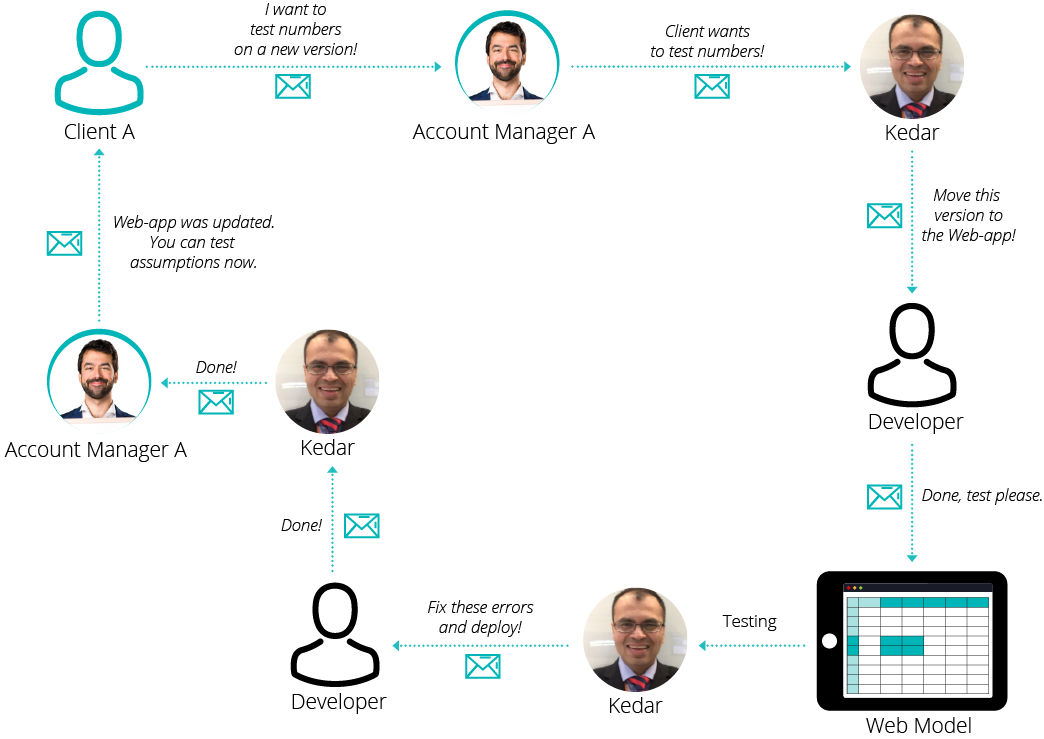 I want to
test numbers
on a new version!
Client wants
to test numbers!
Client A
Account Manager A
Kedar
Move this
version to
the Web-app!
Web-app was updated.
You can test
assumptions now.
Done!
Developer
Account Manager A
Kedar
Done, test please.
Done!
Fix these errors
and deploy!
Testing
Developer
Kedar
Web Model